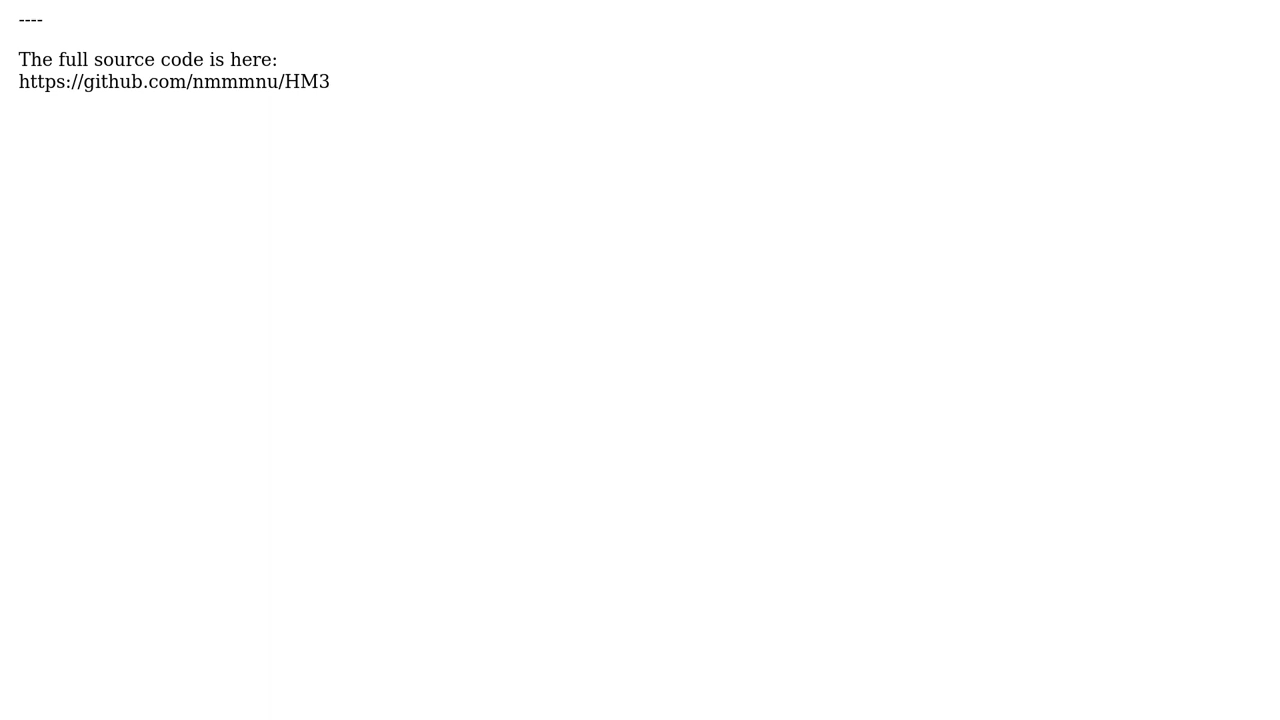 ----
The full source code is here:
https://github.com/nmmmnu/HM3